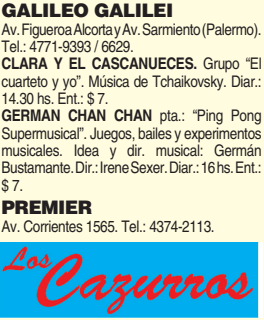 GALILEO GALILEI
Av. Figueroa Alcorta y Av. Sarmiento (Palermo).
Tel.: 4771-9393 / 6629.
CLARA Y EL CASCANUECES. Grupo "El
cuarteto y yo". Música de Tchaikovsky. Diar.:
14.30 hs. Ent.: $ 7.
GERMAN CHAN CHAN pta.: "Ping Pong
Supermusical". Juegos, bailes y experimentos
musicales. Idea y dir. musical: Germán
Bustamante. Dir.: Irene Sexer. Diar.: 16 hs. Ent.:
$ 7.
PREMIER
Av. Corrientes 1565. Tel.: 4374-2113.
Los
Cazurros